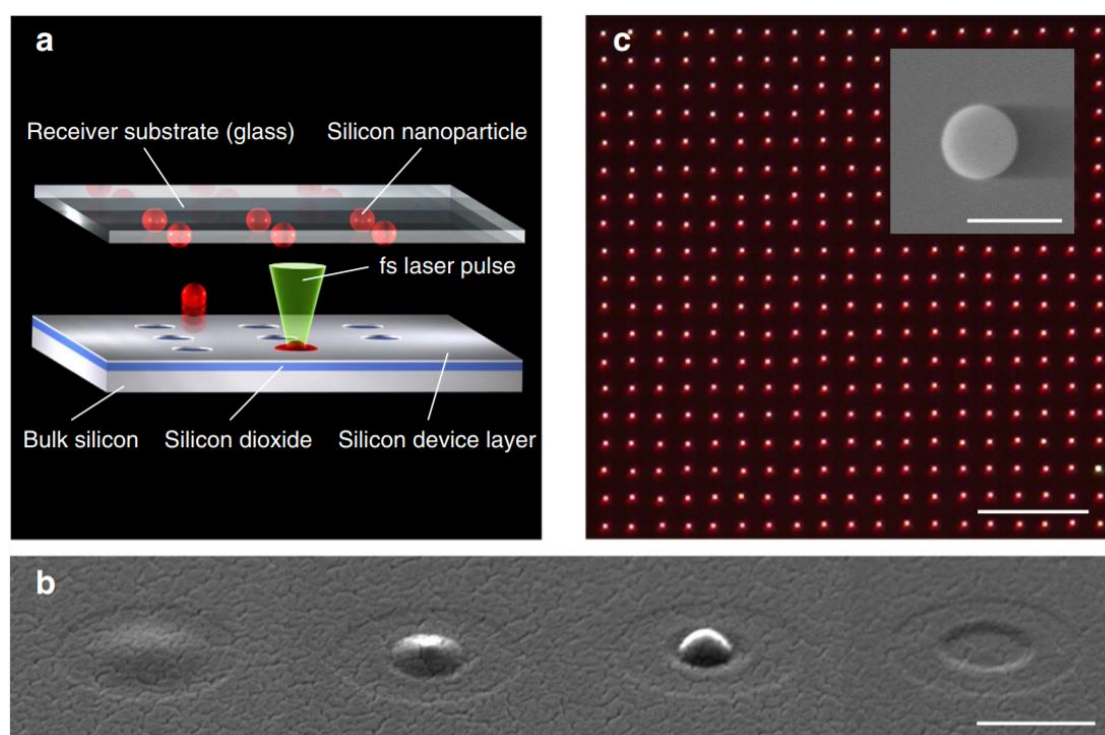 a
Receiver substrate (glass)
Silicon nanoparticle
fs laser pulse
Bulk silicon
Silicon dioxide
Silicon device layer
c
b